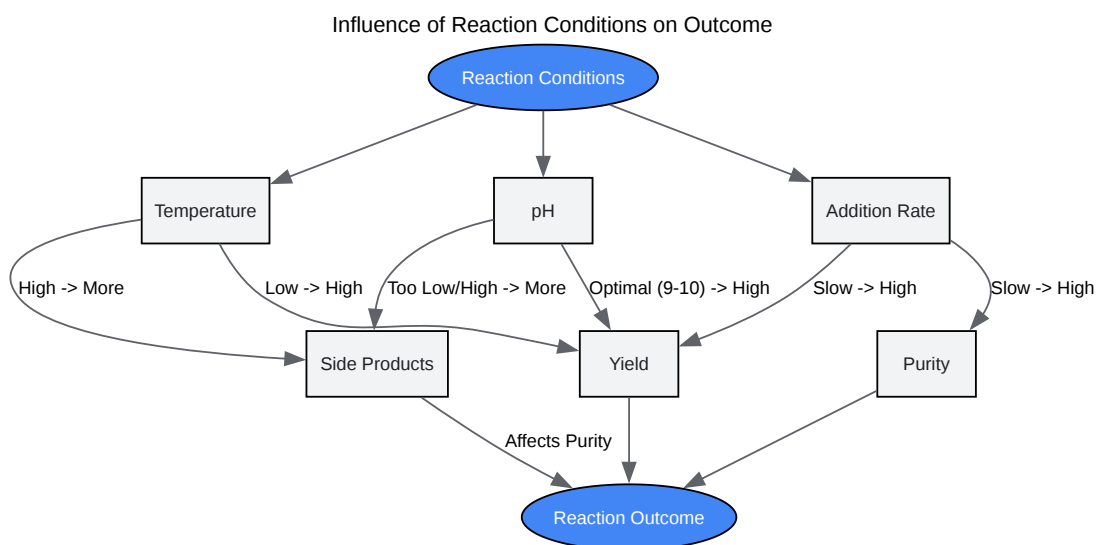 Influence of Reaction Conditions on Outcome
Reaction Conditions
Temperature
pH
Addition Rate
High -> More
Low -> High
Too Low/High -> More
Optimal (9-10) -> High
Slow -> High
Slow -> High
Side Products
Yield
Purity
Affects Purity
Reaction Outcome